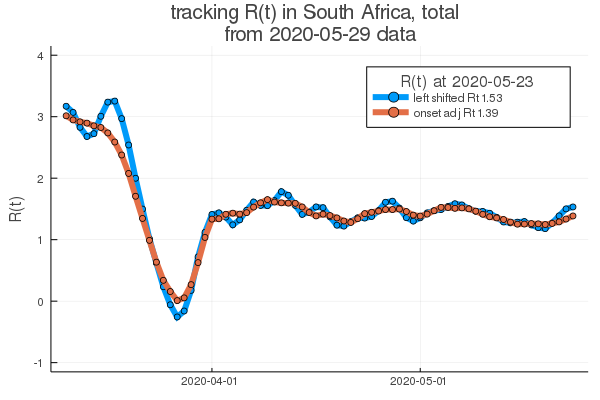 tracking R(t) in South Africa, total
from 2020-05-29 data
4
R(t) at 2020-05-23
left shifted Rt 1.53
onset adj Rt 1.39
3
2
R(t)
1
0
-1
2020-04-01
2020-05-01